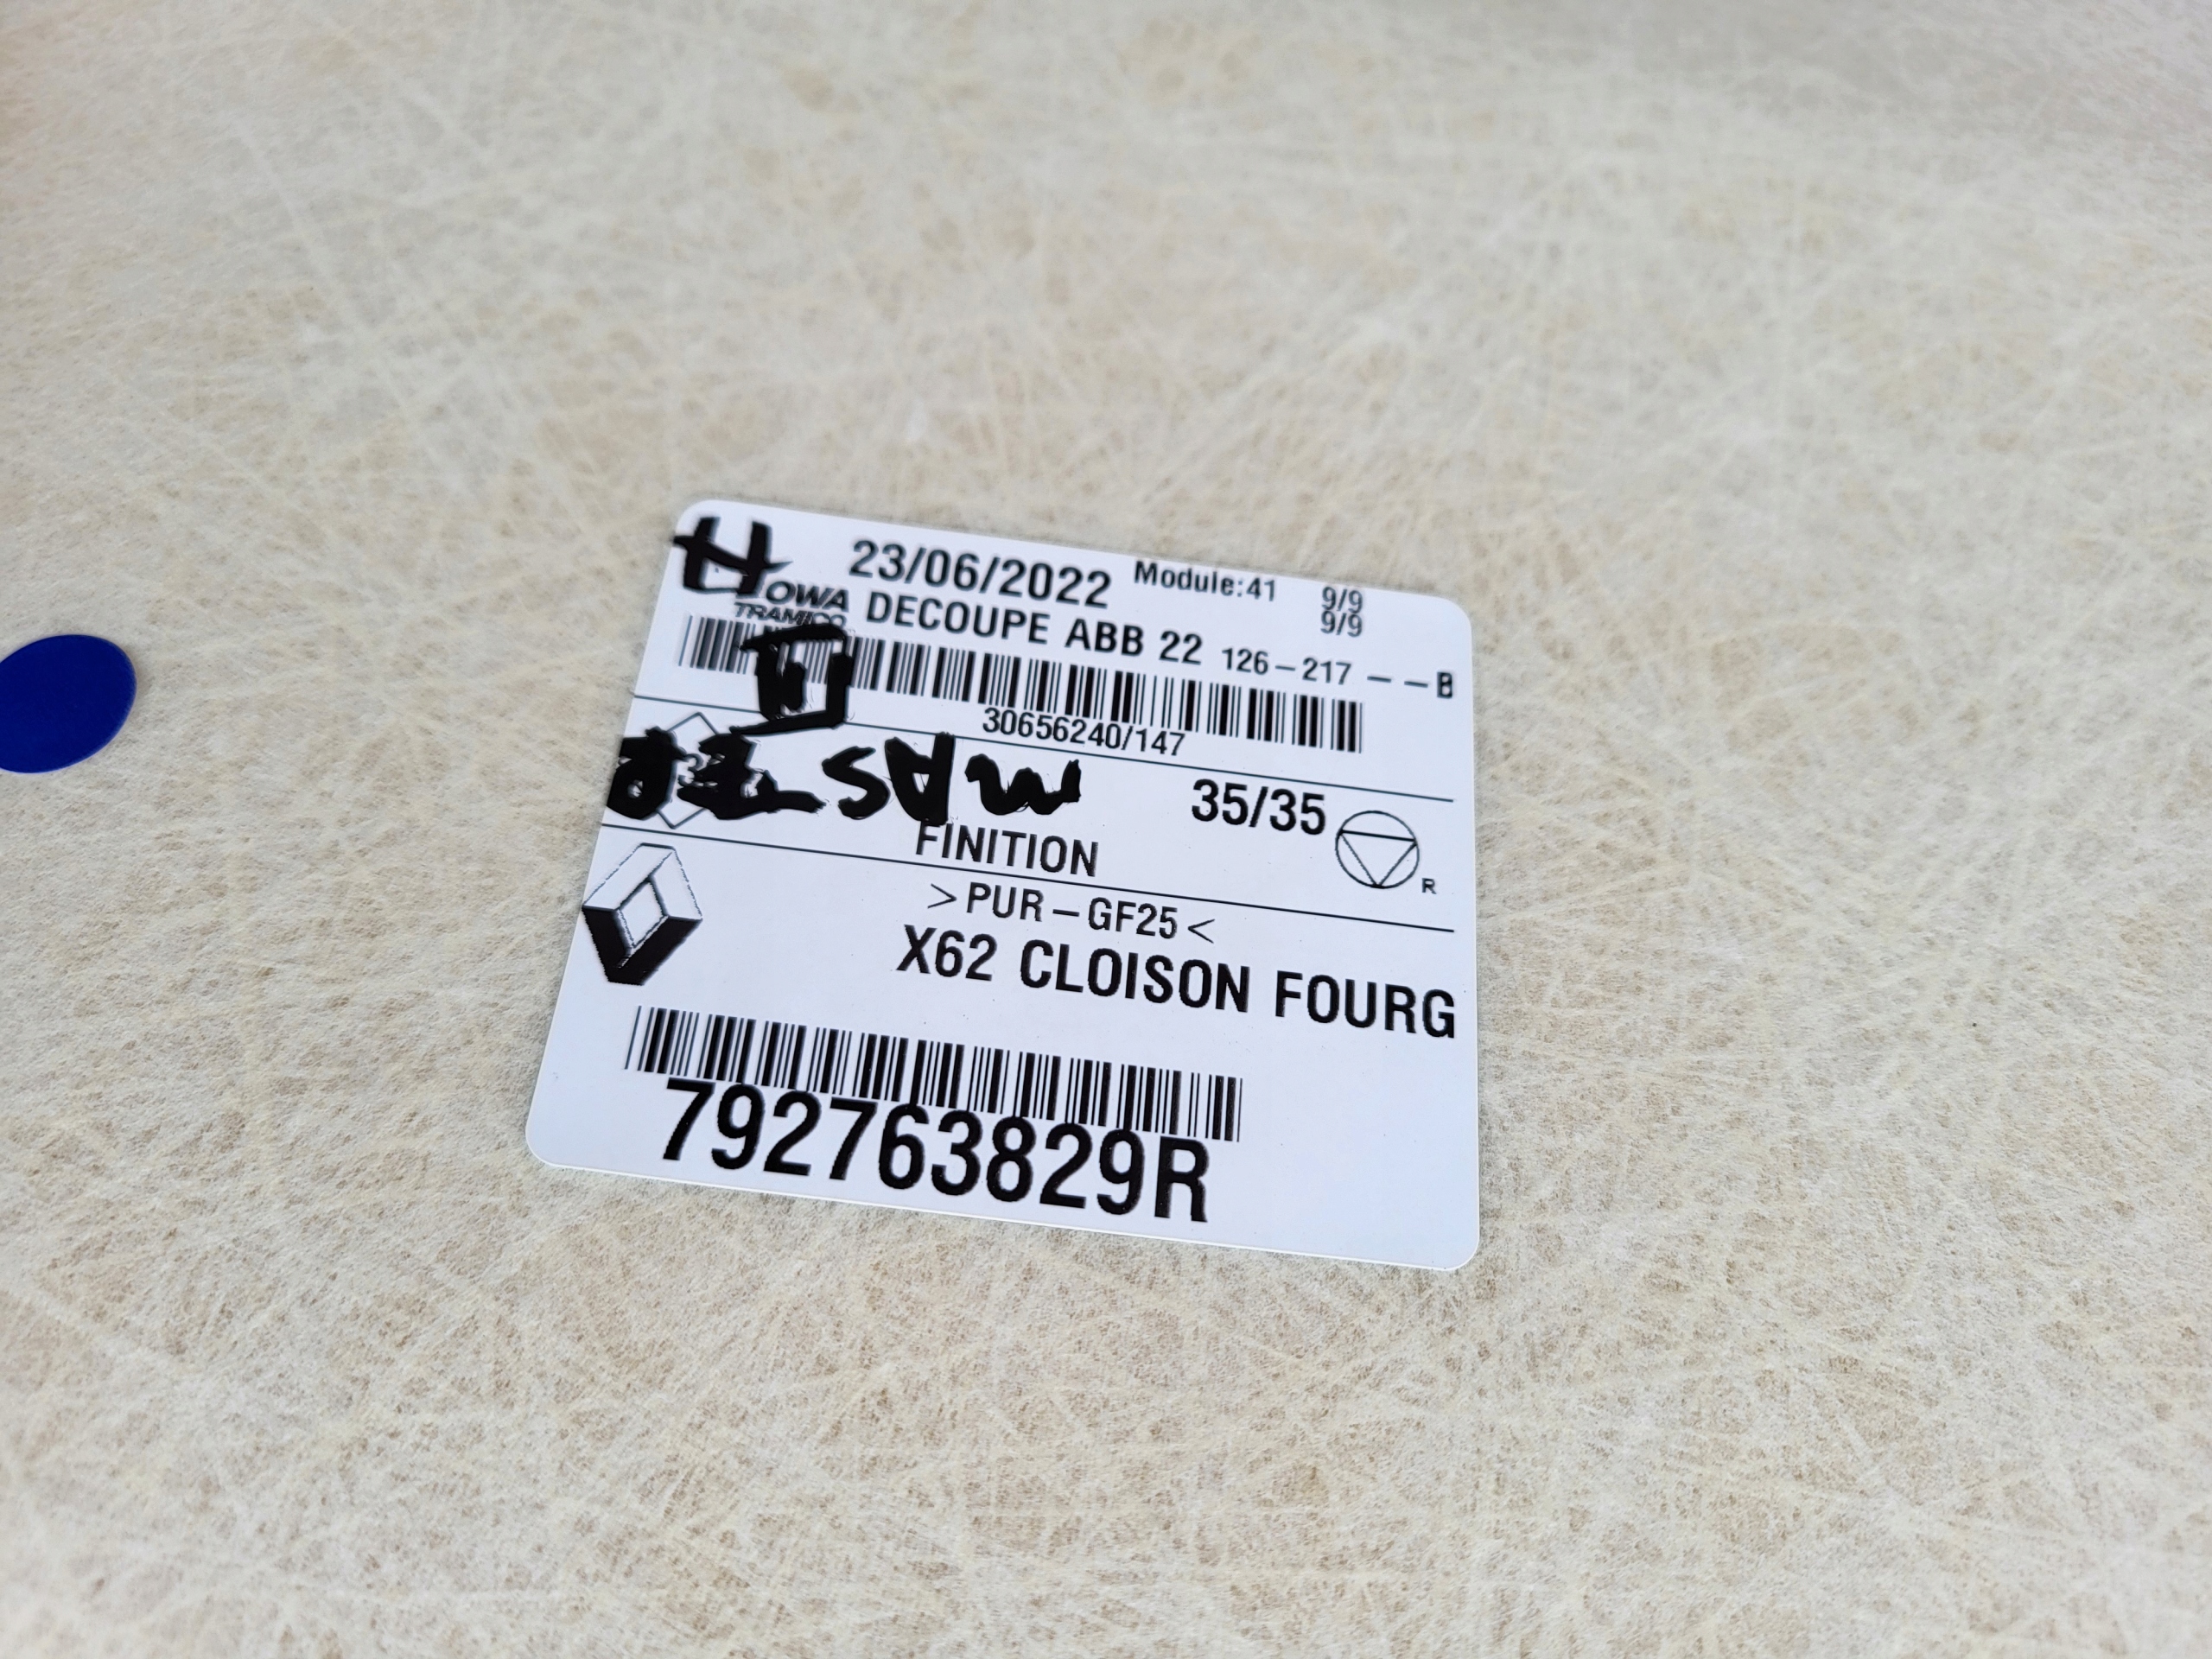 23/06/2022 Module:41 9/9
9/9
HOWA
TRAMICO
DECOUPE ABB 22 126-217 --B
30656240/147
35/35
FINITION
R
>PUR-GF25<
X62 CLOISON FOURG
792763829R